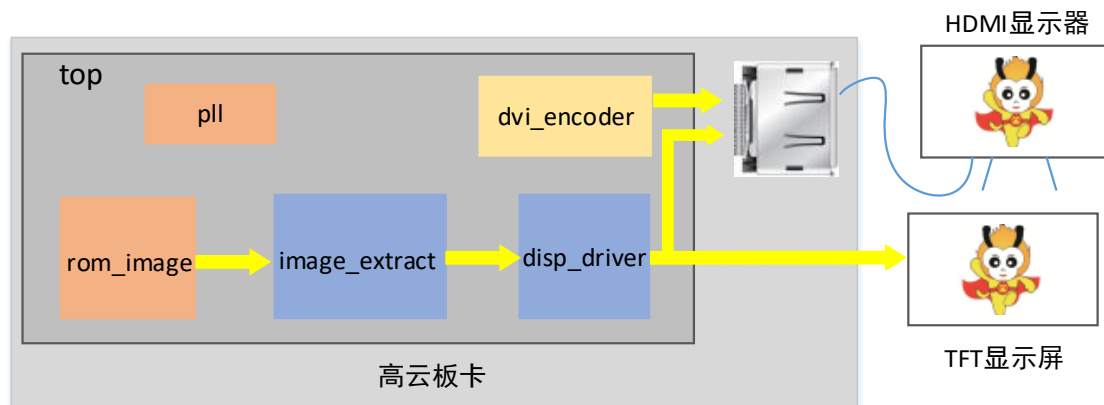 HDMI显示器
top
pll
dvi_encoder
rom_image
image_extract
disp_driver
TFT显示屏
高云板卡